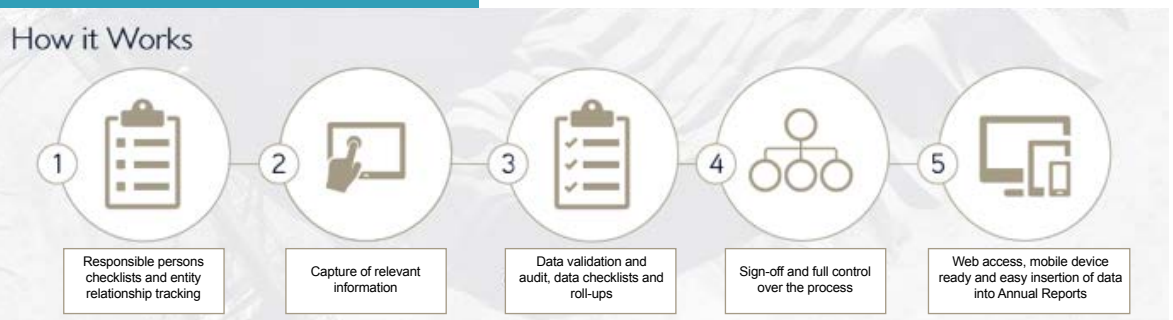 How it Works
1
2
3
4
5
Responsible persons
checklists and entity
relationship tracking
Capture of relevant
information
Data validation and
audit, data checklists and
roll-ups
Sign-off and full control
over the process
Web access, mobile device
ready and easy insertion of data
into Annual Reports